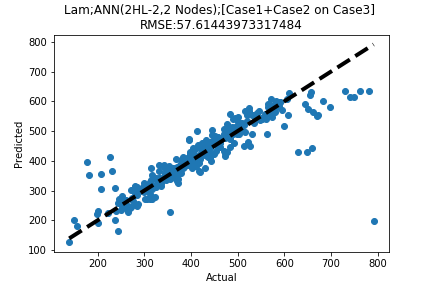 Lam;ANN(2HL-2,2 Nodes);[Case1+Case2 on Case3]
RMSE:57.61443973317484
800
700
600
500
400
300
200
100
Predicted
200 300 400 500 600 700 800
Actual